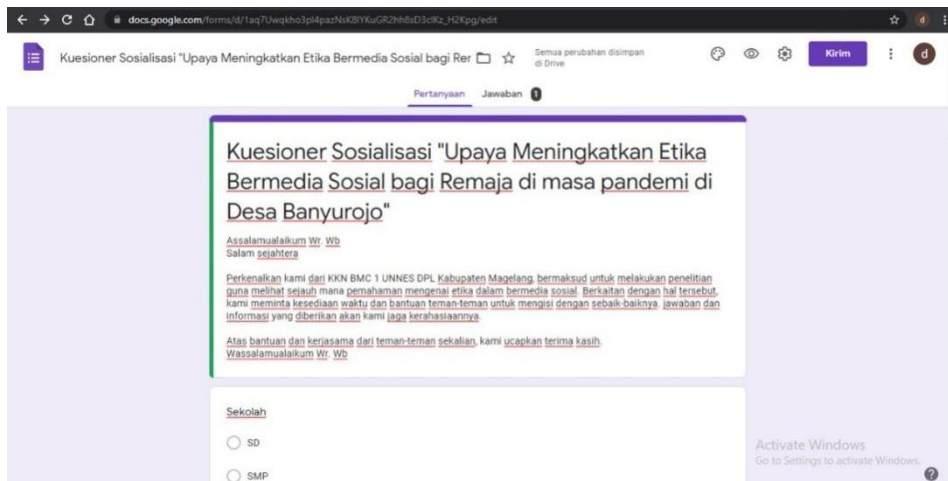 docs.google.com/forms/d/1aq7Uwqkho3pl4pazNsK8lYKuGR2hh8sD3clKz_H2Kpg/edit
d
Kuesioner Sosialisasi "Upaya Meningkatkan Etika Bermedia Sosial bagi Rer
Semua perubahan disimpan
di Drive
Kirim
d
Pertanyaan Jawaban 1
Kuesioner Sosialisasi "Upaya Meningkatkan Etika
Bermedia Sosial bagi Remaja di masa pandemi di
Desa Banyurojo"
Assalamualaikum Wr. Wb
Salam sejahtera
Perkenalkan kami dari KKN BMC 1 UNNES DPL Kabupaten Magelang, bermaksud untuk melakukan penelitian
guna melihat sejauh mana pemahaman mengenai etika dalam bermedia sosial. Berkaitan dengan hal tersebut,
kami meminta kesediaan waktu dan bantuan teman-teman untuk mengisi dengan sebaik-baiknya. jawaban dan
informasi yang diberikan akan kami jaga kerahasiaannya.
Atas bantuan dan kerjasama dari teman-teman sekalian, kami ucapkan terima kasih.
Wassalamualaikum Wr. Wb
Sekolah
SD
SMP
Activate Windows
Go to Settings to activate Windows.